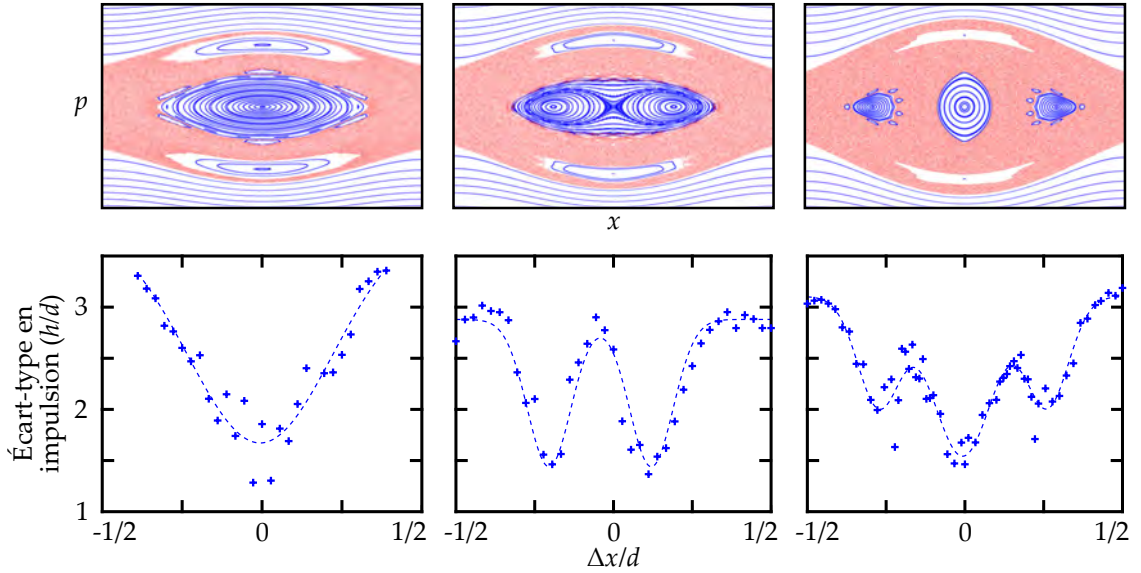 p
x
Écart-type en
impulsion (h/d)
3
2
1
-1/2 0 1/2 -1/2 0 1/2 -1/2 0 1/2
Δx/d